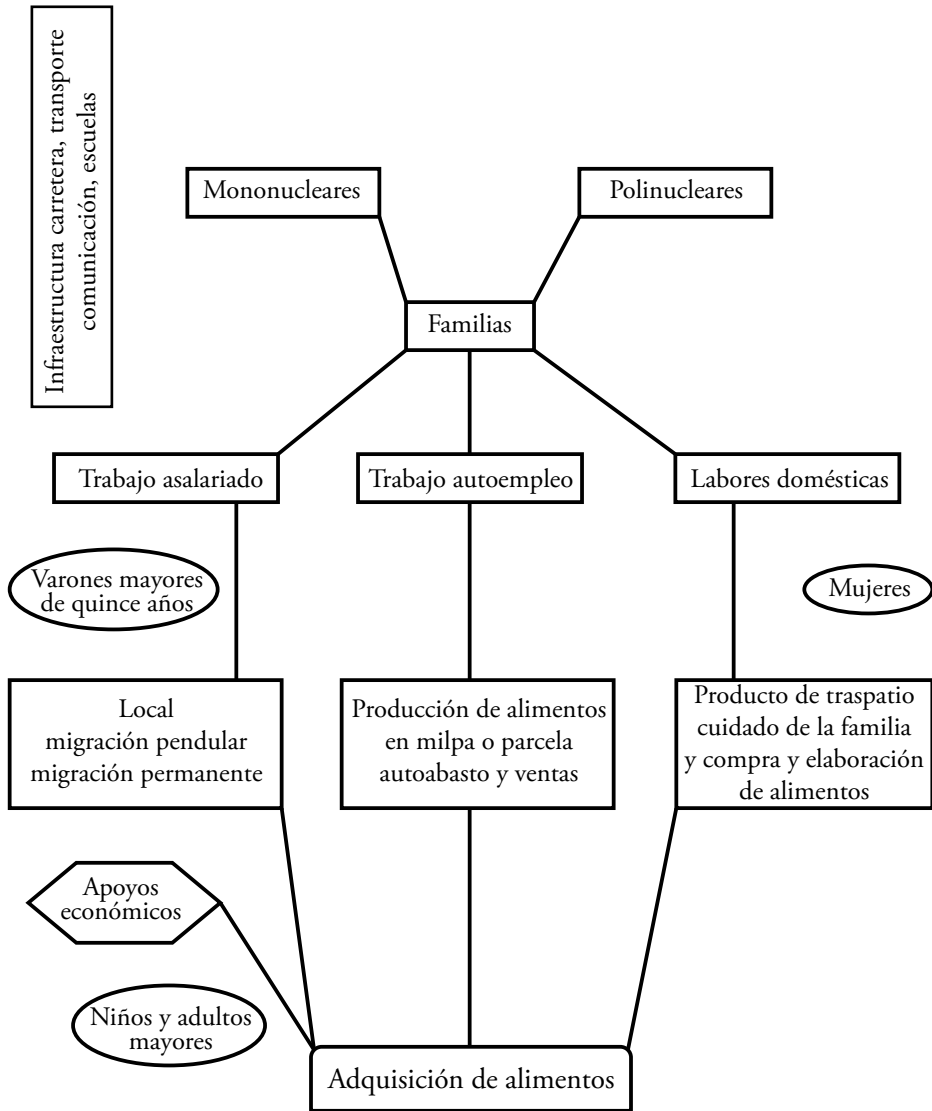 Infraestructura carretera, transporte
comunicación, escuelas
Mononucleares
Polinucleares
Familias
Trabajo asalariado
Trabajo autoempleo
Labores domésticas
Varones mayores
de quince años
Mujeres
Local
migración pendular
migración permanente
Producción de alimentos
en milpa o parcela
autoabasto y ventas
Producto de traspatio
cuidado de la familia
y compra y elaboración
de alimentos
Apoyos
económicos
Niños y adultos
mayores
Adquisición de alimentos